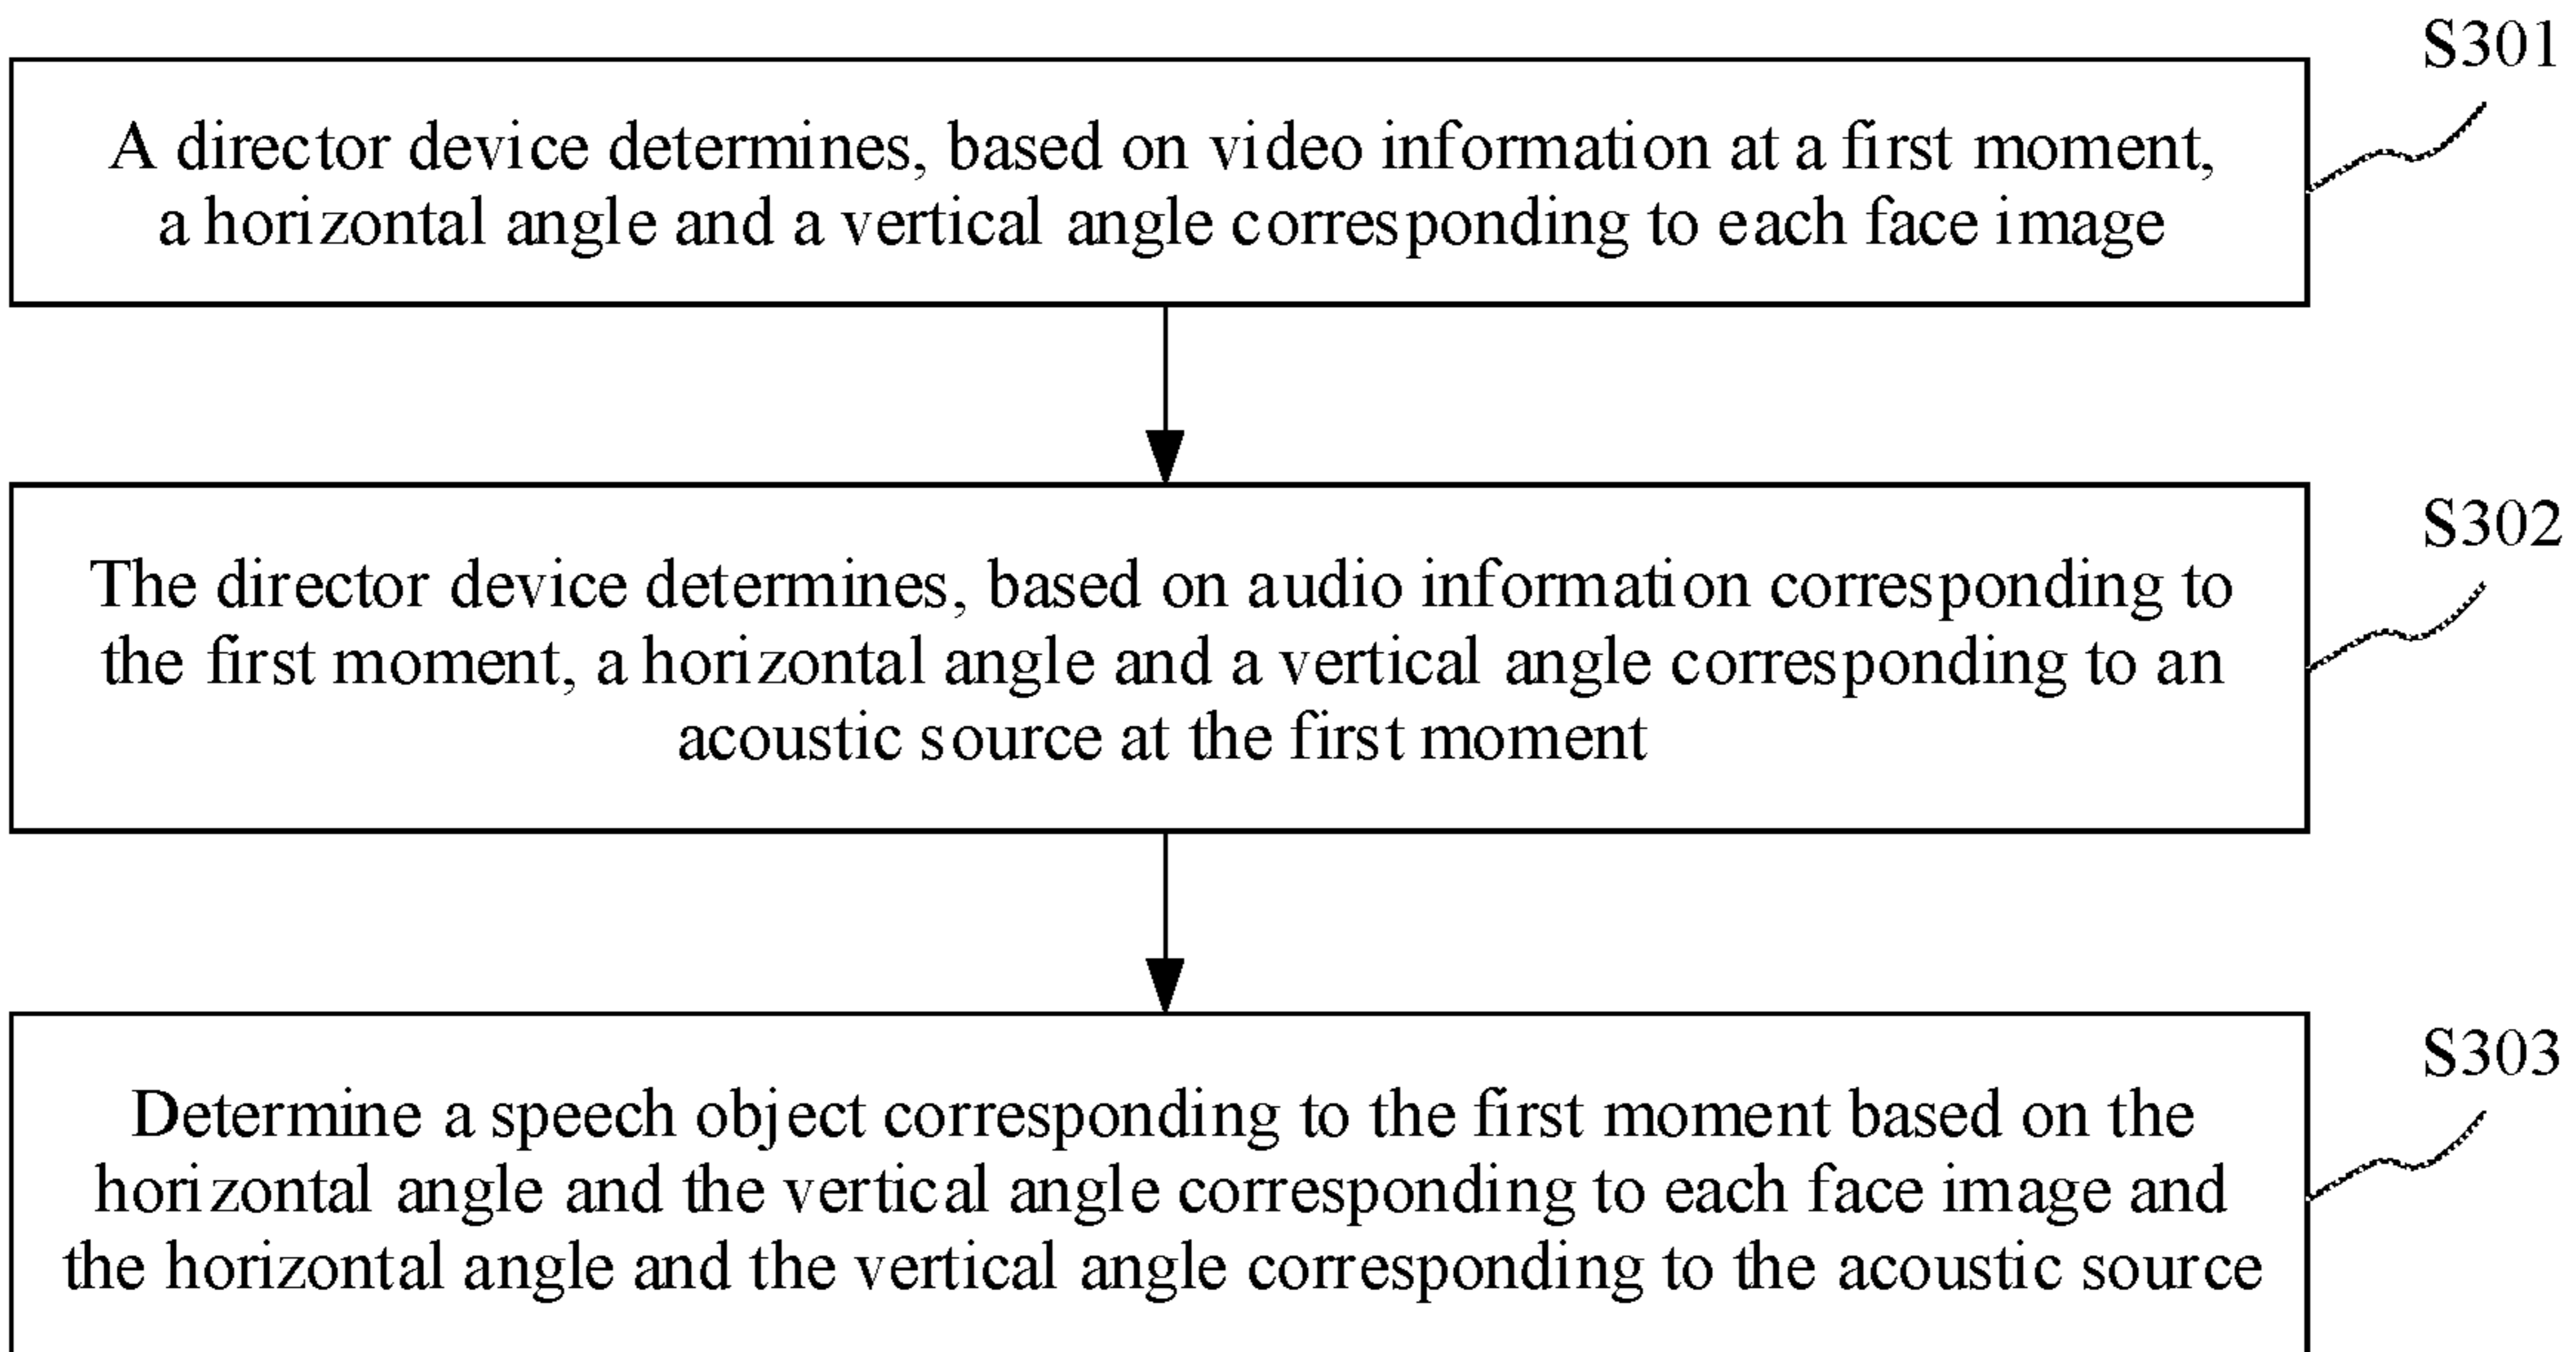 S301
A director device determines, based on video information at a first moment,
a horizontal angle and a vertical angle corresponding to each face image
S302
The director device determines, based on audio information corresponding to
the first moment, a horizontal angle and a vertical angle corresponding to an
acoustic source at the first moment
S303
Determine a speech object corresponding to the first moment based on the
horizontal angle and the vertical angle corresponding to each face image and
the horizontal angle and the vertical angle corresponding to the acoustic source